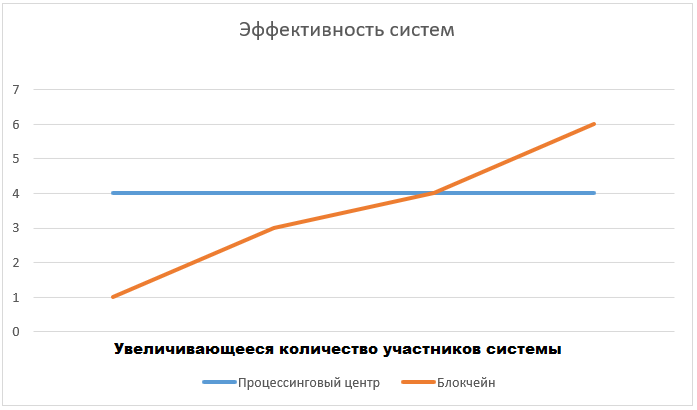 Эффективность систем
7
6
5
4
3
2
1
0
Увеличивающееся количество участников системы
Процессинговый центр Блокчейн